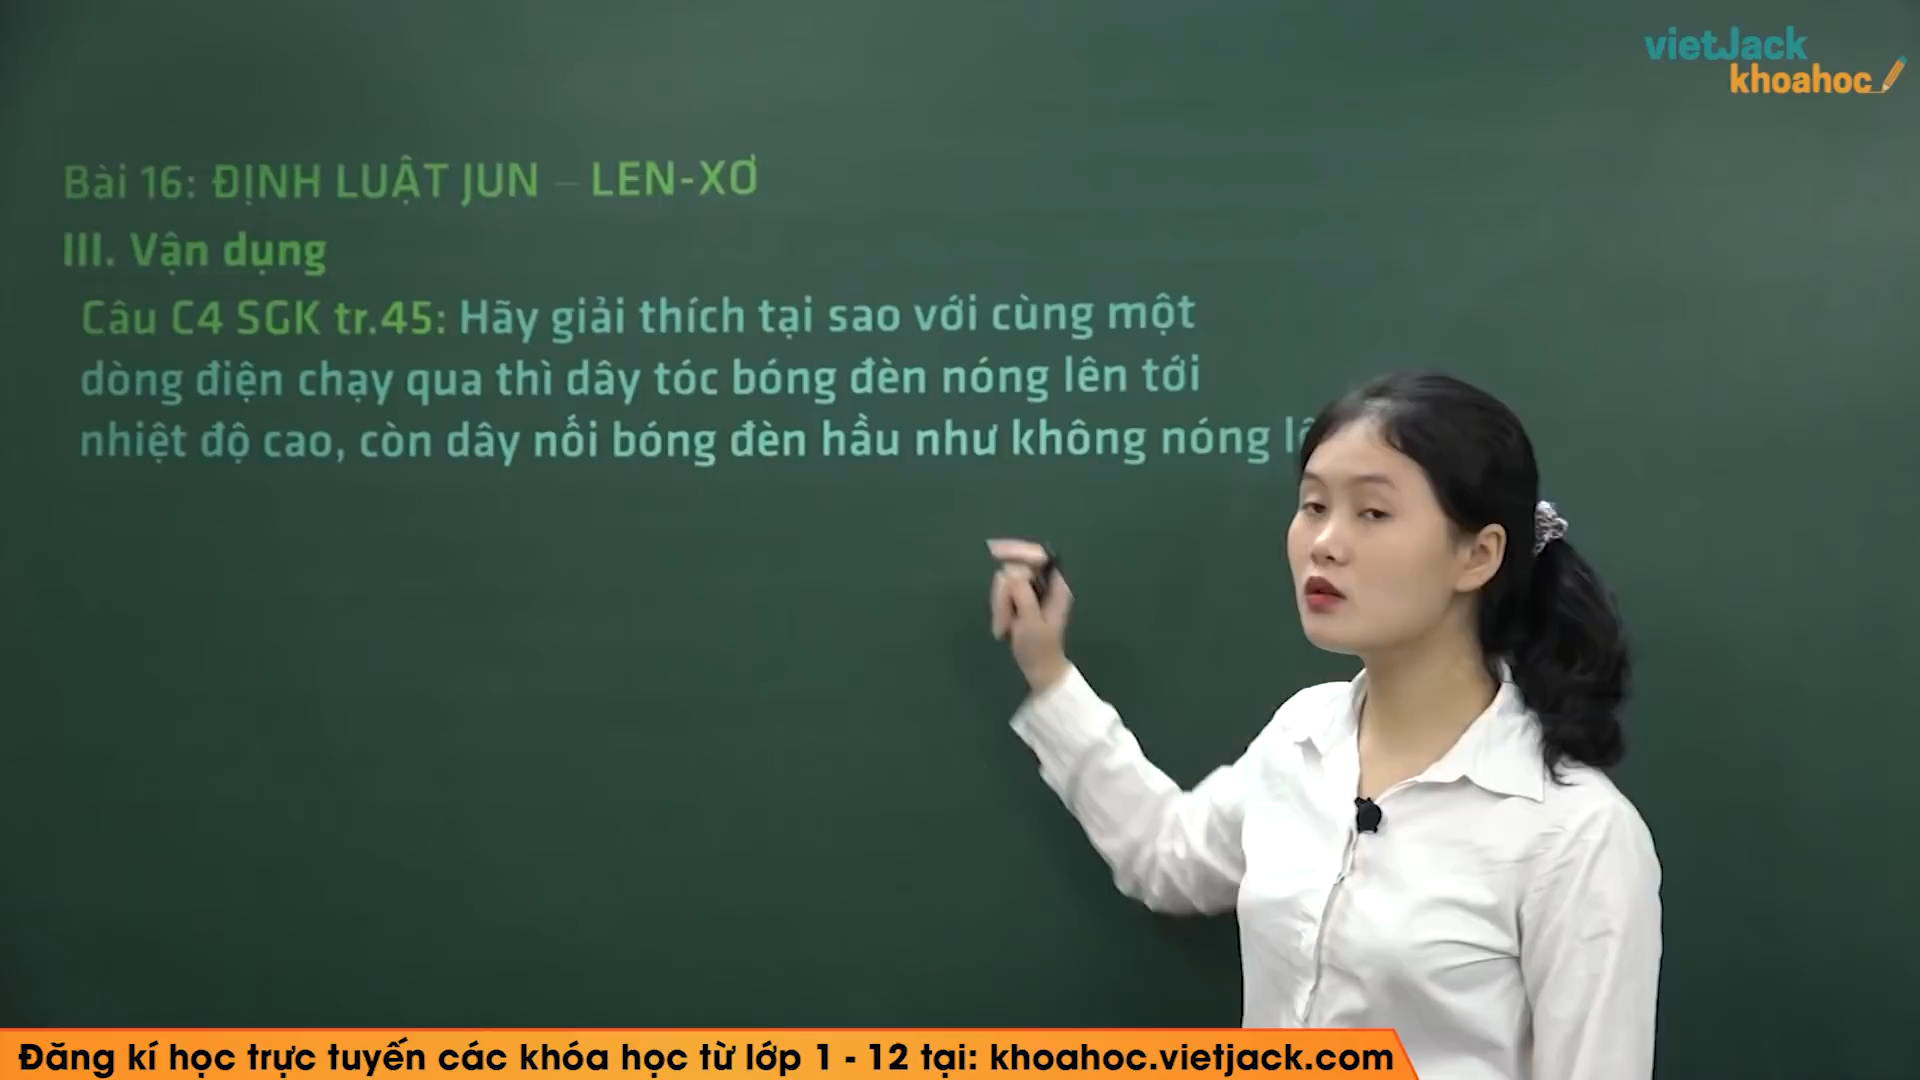 vietJack
khoahoc
Bài 16: ĐỊNH LUẬT JUN – LEN-XƠ
III. Vận dụng
Câu C4 SGK tr.45: Hãy giải thích tại sao với cùng một
dòng điện chạy qua thì dây tóc bóng đèn nóng lên tới
nhiệt độ cao, còn dây nối bóng đèn hầu như không nóng
Đăng kí học trực tuyến các khóa học từ lớp 1 - 12 tại: khoahoc.vietjack.com